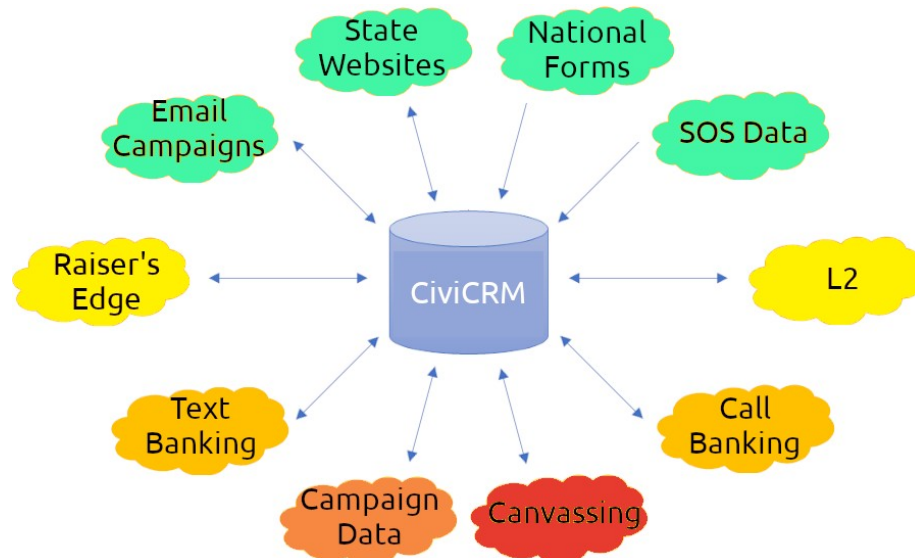 State
Websites
National
Forms
Email
Campaigns
SOS Data
Raiser's
Edge
CiviCRM
L2
Text
Banking
Call
Banking
Campaign
Data
Canvassing